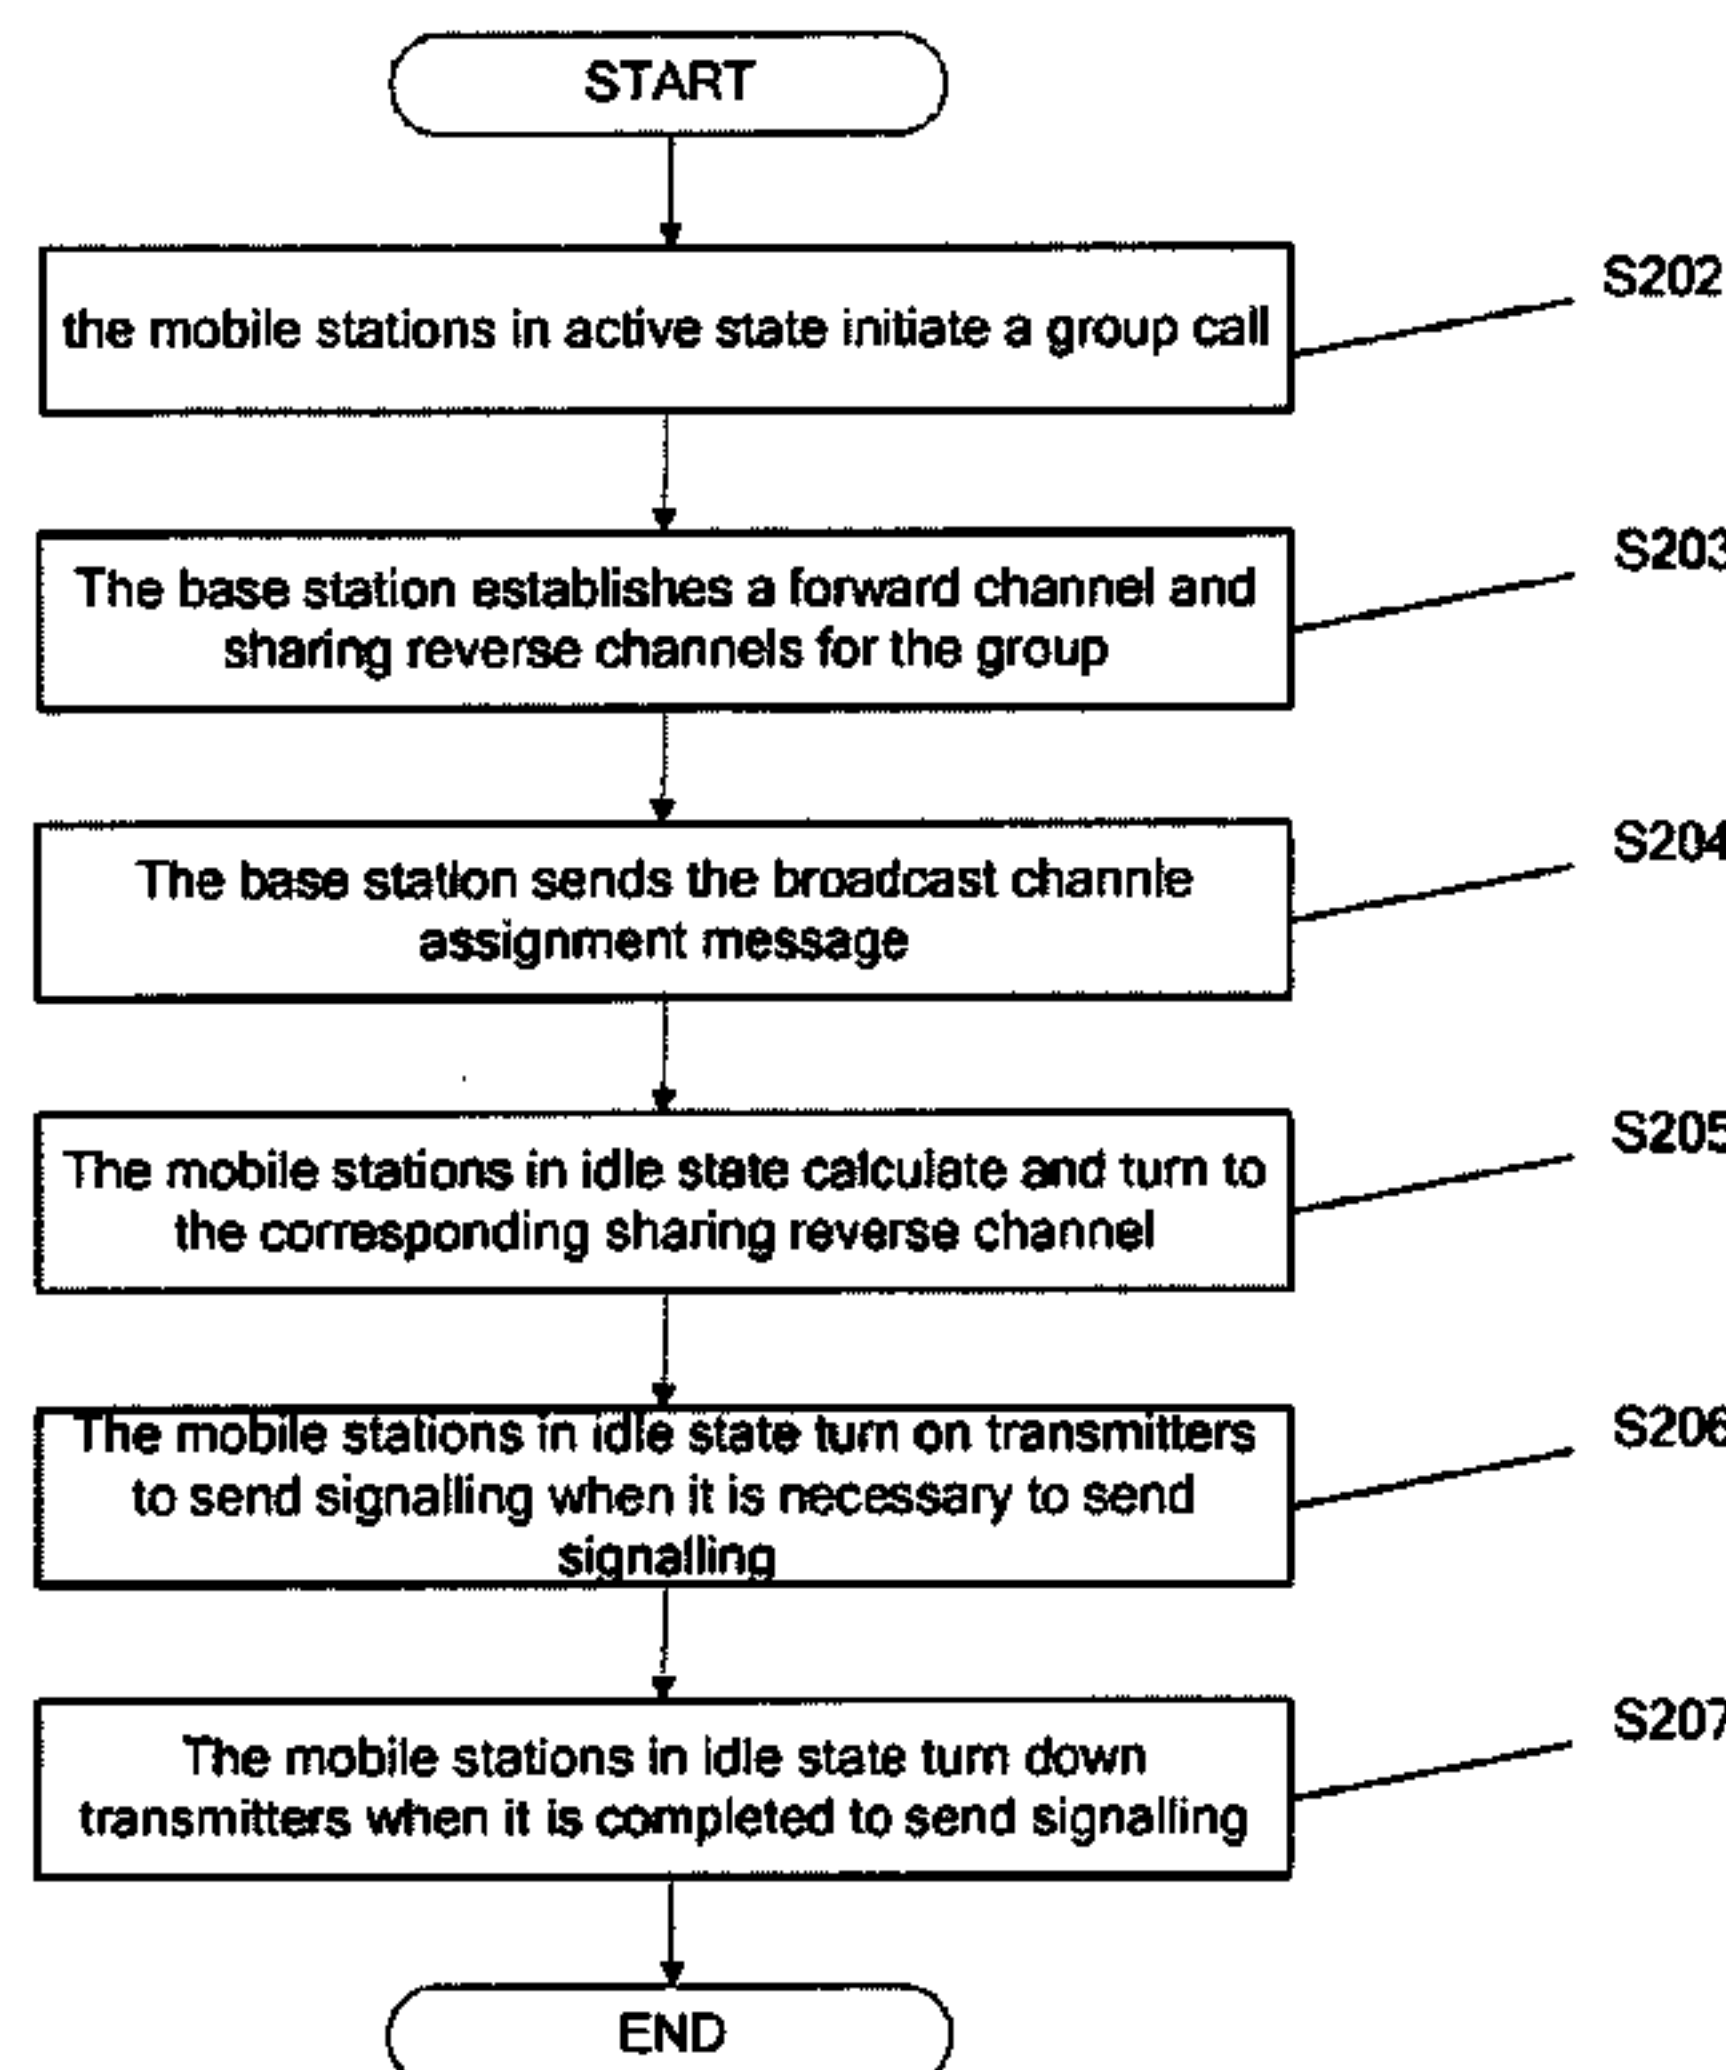 START
the mobile stations in active state initiate a group call
S202
The base station establishes a forward channel and
sharing reverse channels for the group
S203
The base station sends the broadcast channle
assignment message
S204
The mobile stations in idle state calculate and turn to
the corresponding sharing reverse channel
S205
The mobile stations in idle state turn on transmitters
to send signalling when it is necessary to send
signalling
S206
The mobile stations in idle state turn down
transmitters when it is completed to send signalling
S207
END